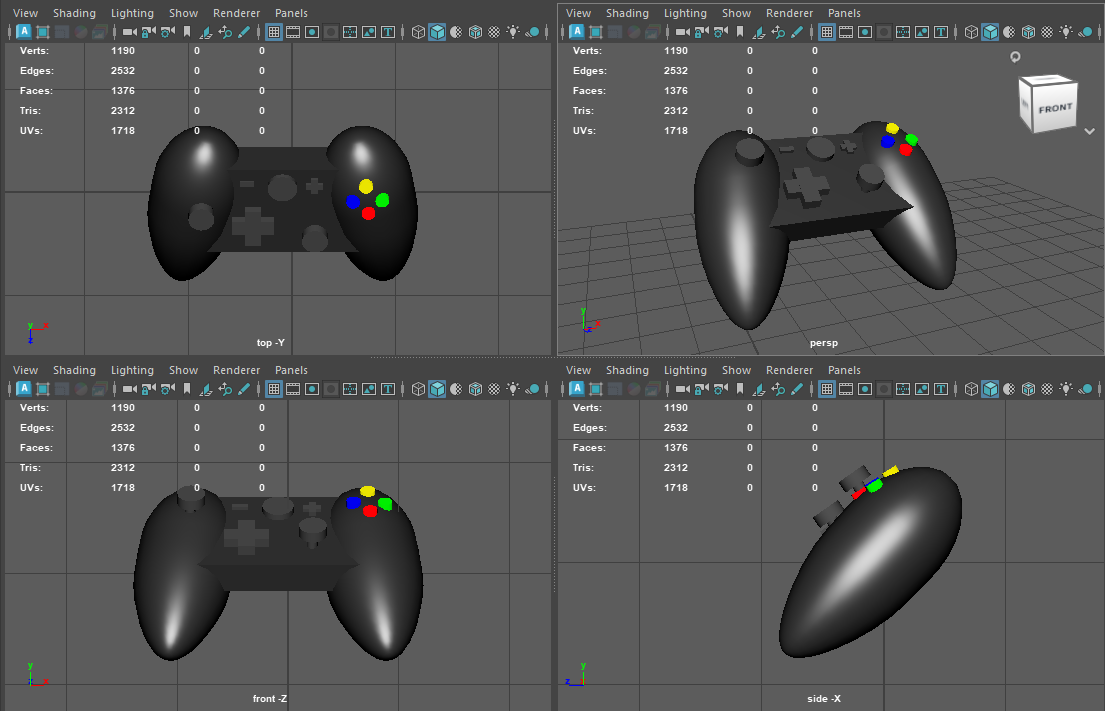 View Shading Lighting Show Renderer Panels
Verts: 1190 0 0
Edges: 2532 0 0
Faces: 1376 0 0
Tris: 2312 0 0
UVs: 1718 0 0
y x
z
top -Y
View Shading Lighting Show Renderer Panels
Verts: 1190 0 0
Edges: 2532 0 0
Faces: 1376 0 0
Tris: 2312 0 0
UVs: 1718 0 0
FRONT
y
x
z
persp
View Shading Lighting Show Renderer Panels
Verts: 1190 0 0
Edges: 2532 0 0
Faces: 1376 0 0
Tris: 2312 0 0
UVs: 1718 0 0
y
x
front -Z
View Shading Lighting Show Renderer Panels
Verts: 1190 0 0
Edges: 2532 0 0
Faces: 1376 0 0
Tris: 2312 0 0
UVs: 1718 0 0
y
z
side -X